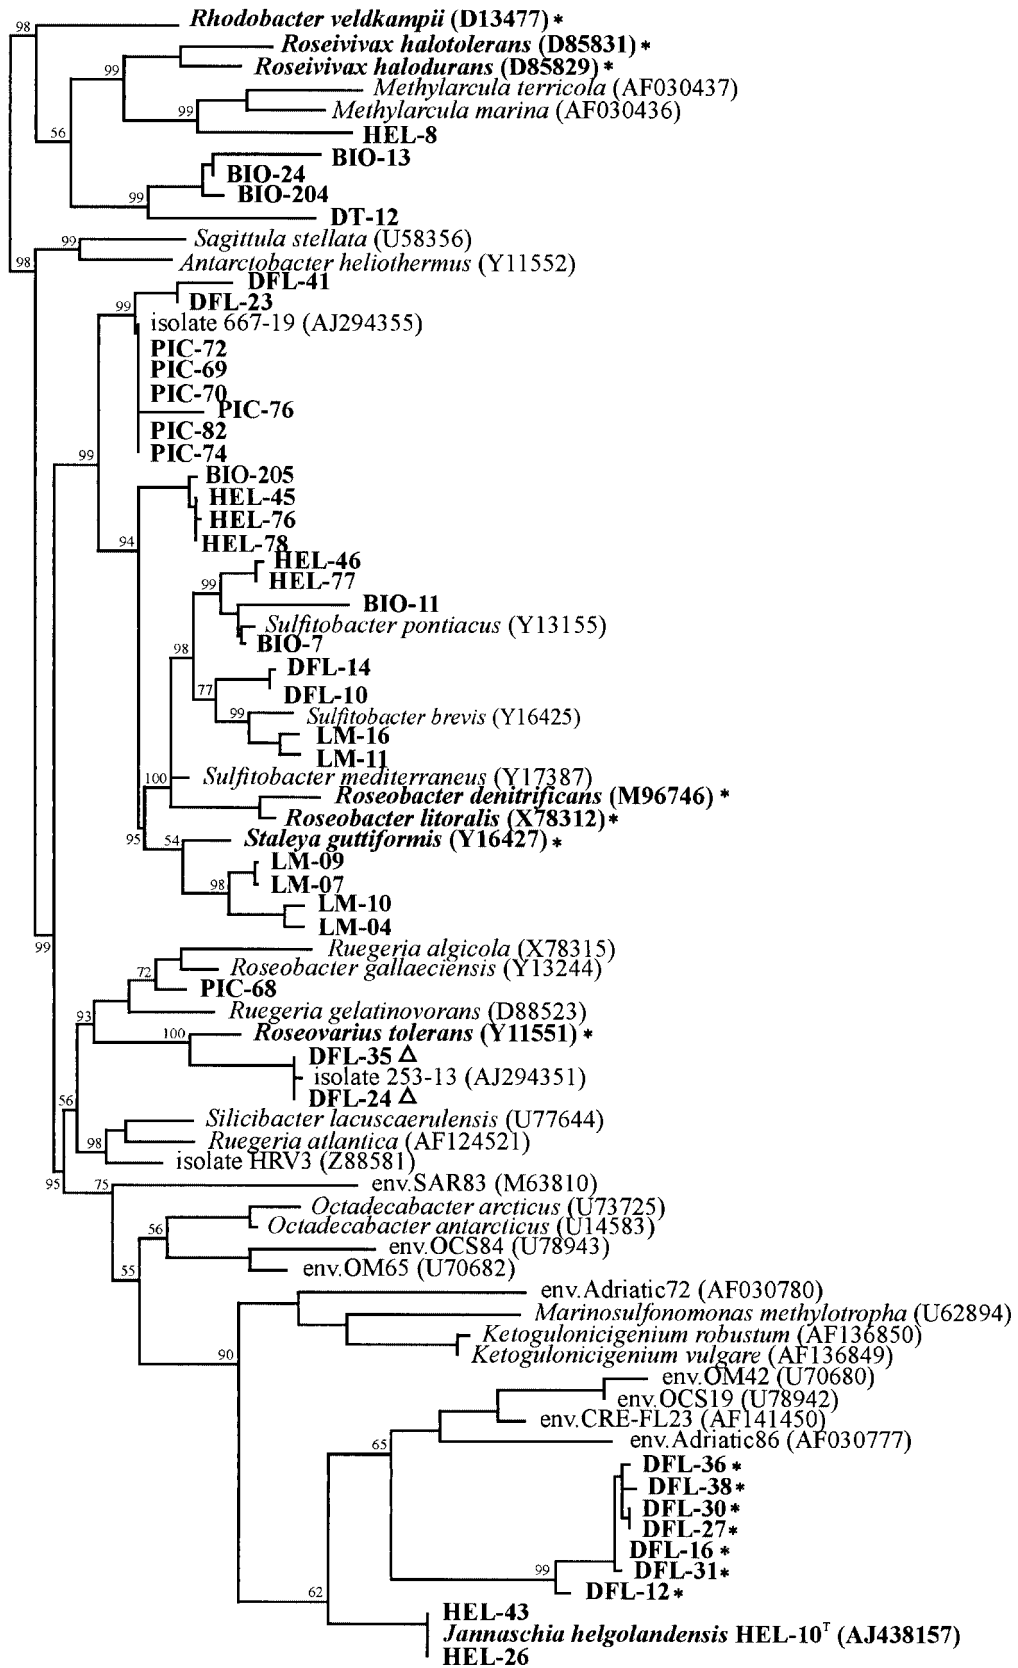 98
Rhodobacter veldkampii (D13477) *
Roseivivax halotolerans (D85831) *
Roseivivax halodurans (D85829) *
99
Methylarcula terricola (AF030437)
Methylarcula marina (AF030436)
99
HEL-8
56
BIO-13
BIO-24
BIO-204
99
DT-12
Sagittula stellata (U58356)
99
Antarctobacter heliothermus (Y11552)
98
DFL-41
DFL-23
99
isolate 667-19 (AJ294355)
PIC-72
PIC-69
PIC-70
PIC-76
PIC-82
PIC-74
99
BIO-205
HEL-45
HEL-76
HEL-78
94
HEL-46
HEL-77
99
BIO-11
Sulfitobacter pontiacus (Y13155)
BIO-7
98
DFL-14
77
DFL-10
99
Sulfitobacter brevis (Y16425)
LM-16
LM-11
100
Sulfitobacter mediterraneus (Y17387)
Roseobacter denitrificans (M96746) *
Roseobacter litoralis (X78312) *
95
54
Staleya guttiformis (Y16427) *
LM-09
LM-07
98
LM-10
LM-04
99
Ruegeria algicola (X78315)
Roseobacter gallaeciensis (Y13244)
72
PIC-68
Ruegeria gelatinovorans (D88523)
93
100
Roseovarius tolerans (Y11551) *
DFL-35 △
isolate 253-13 (AJ294351)
DFL-24 △
56
Silicibacter lacuscaerulensis (U77644)
98
Ruegeria atlantica (AF124521)
isolate HRV3 (Z88581)
95
75
env.SAR83 (M63810)
Octadecabacter arcticus (U73725)
56
Octadecabacter antarcticus (U14583)
env.OCS84 (U78943)
env.OM65 (U70682)
55
env.Adriatic72 (AF030780)
Marinosulfonomonas methylotropha (U62894)
Ketogulonicigenium robustum (AF136850)
90
Ketogulonicigenium vulgare (AF136849)
env.OM42 (U70680)
env.OCS19 (U78942)
env.CRE-FL23 (AF141450)
65
env.Adriatic86 (AF030777)
DFL-36 *
DFL-38 *
DFL-30 *
DFL-27 *
DFL-16 *
99
DFL-31 *
DFL-12 *
62
HEL-43
Jannaschia helgolandensis HEL-10T (AJ438157)
HEL-26